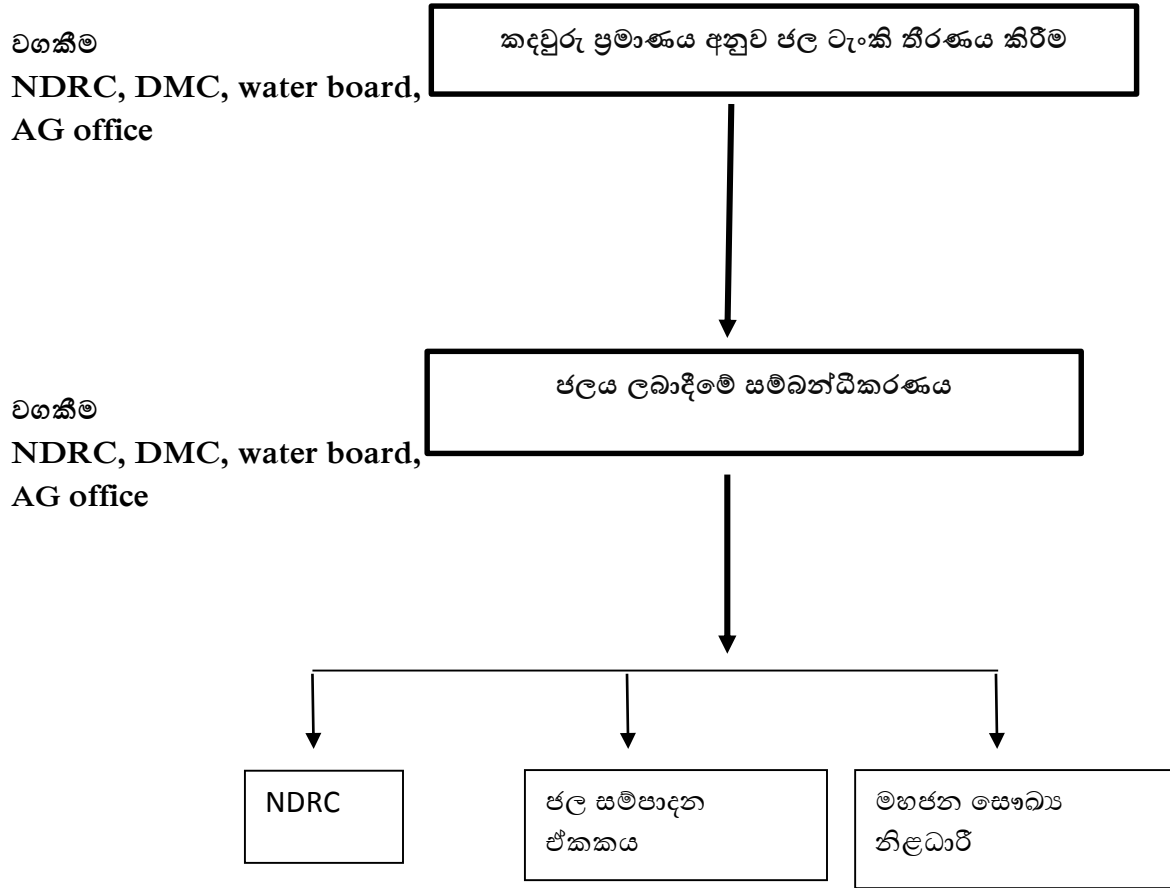 වගකීම
NDRC, DMC, water board,
AG office
කදවුරු ප්‍රමාණය අනුව ජල ටැංකි තීරණය කිරීම
වගකීම
NDRC, DMC, water board,
AG office
ජලය ලබාදීමේ සම්බන්ධීකරණය
NDRC
ජල සම්පාදන
ඒකකය
මහජන සෞඛ්‍ය
නිළධාරී